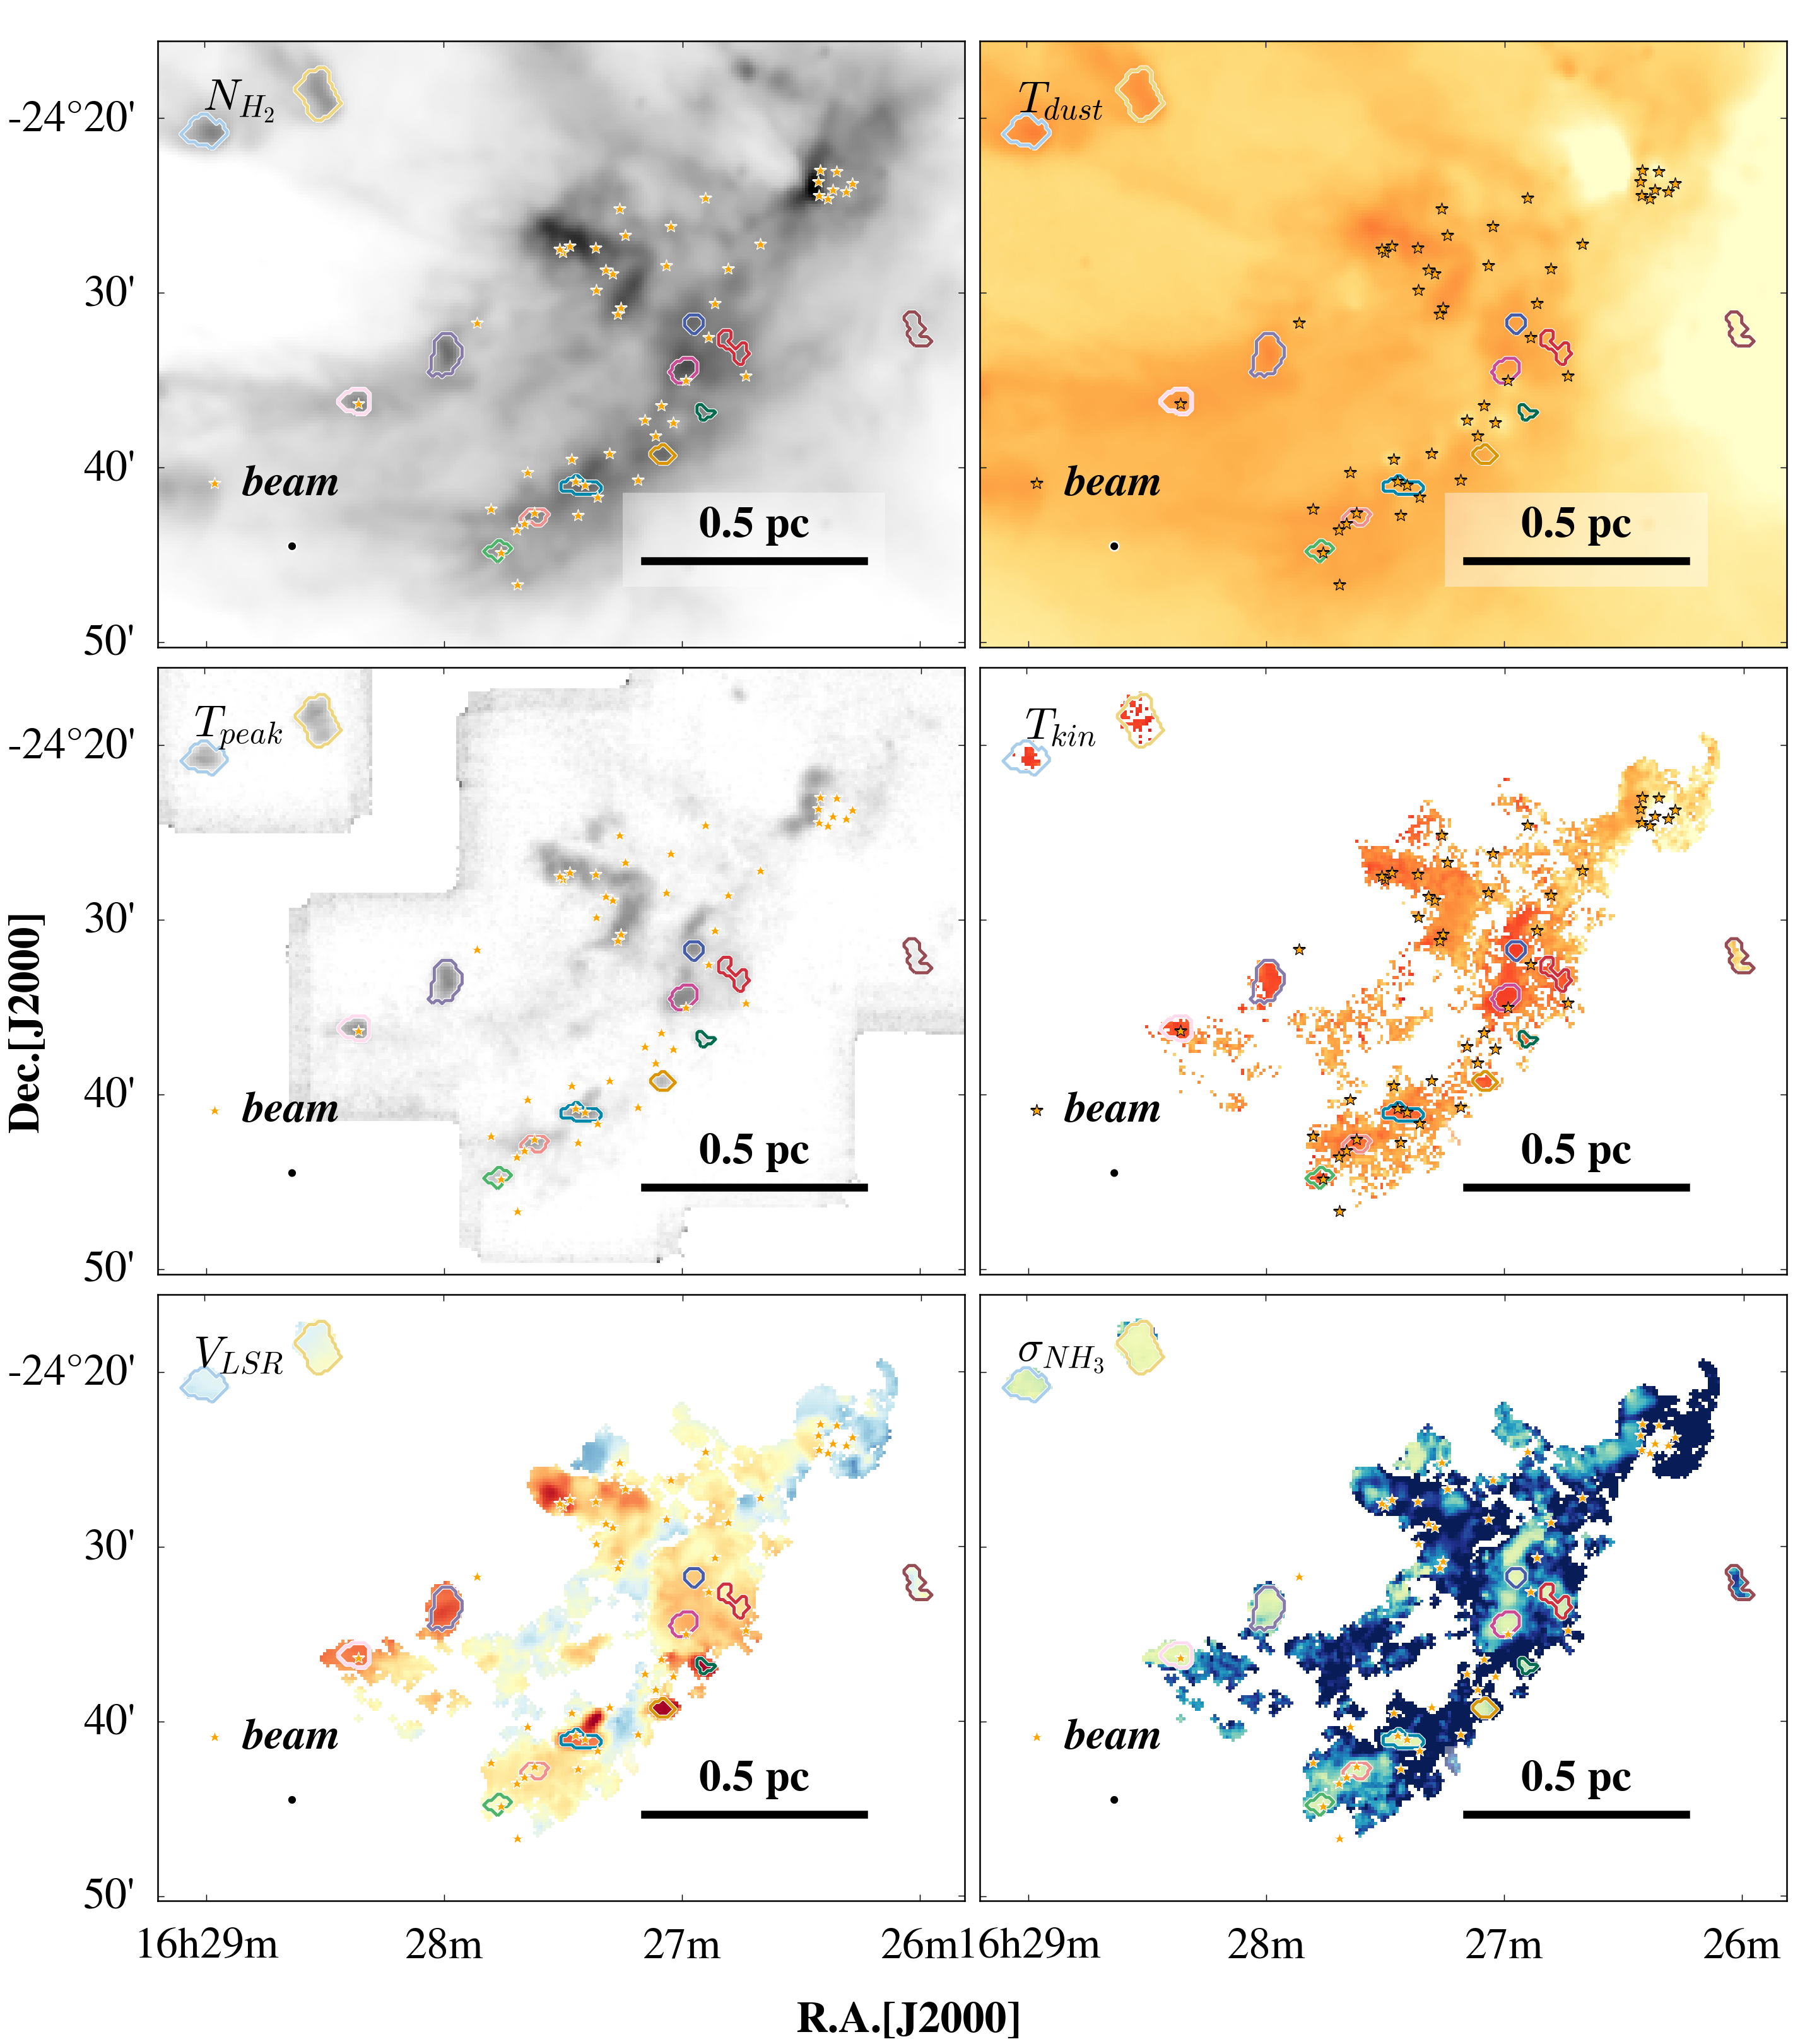 N_{H_2}
T_{dust}
-24°20'
30'
40'
50'
beam
0.5 pc
beam
0.5 pc
T_{peak}
T_{kin}
-24°20'
30'
40'
50'
beam
0.5 pc
beam
0.5 pc
V_{LSR}
σ_{NH_3}
-24°20'
30'
40'
50'
beam
0.5 pc
beam
0.5 pc
Dec.[J2000]
16h29m 28m 27m 26m
16h29m 28m 27m 26m
R.A.[J2000]